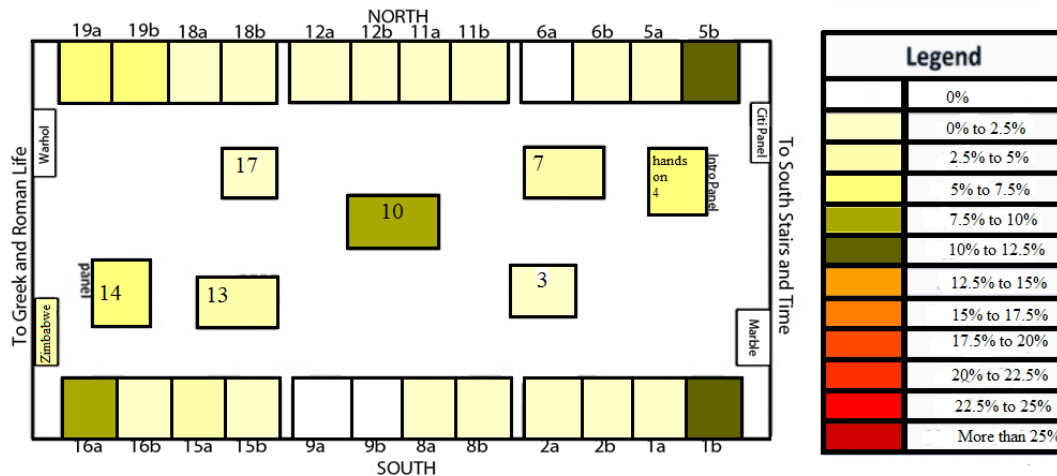 NORTH
19a 19b 18a 18b 12a 12b 11a 11b 6a 6b 5a 5b
Warhol
Citi Panel
17
7
hands
on
4
Intro Panel
10
To Greek and Roman Life
To South Stairs and Time
panel
14
13
3
Zimbabwe
Marble
16a 16b 15a 15b 9a 9b 8a 8b 2a 2b 1a 1b
SOUTH
Legend
0%
0% to 2.5%
2.5% to 5%
5% to 7.5%
7.5% to 10%
10% to 12.5%
12.5% to 15%
15% to 17.5%
17.5% to 20%
20% to 22.5%
22.5% to 25%
More than 25%